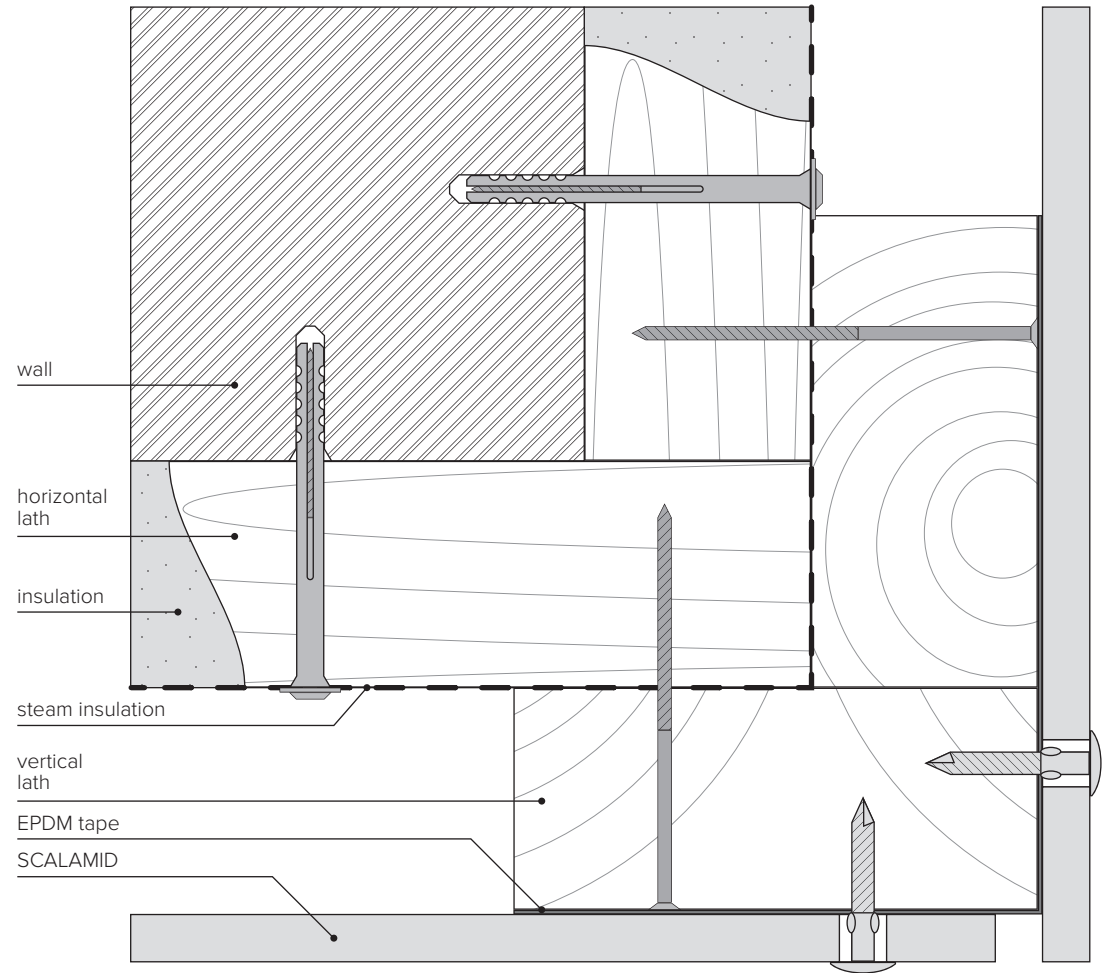 wall
horizontal
lath
insulation
steam insulation
vertical
lath
EPDM tape
SCALAMID